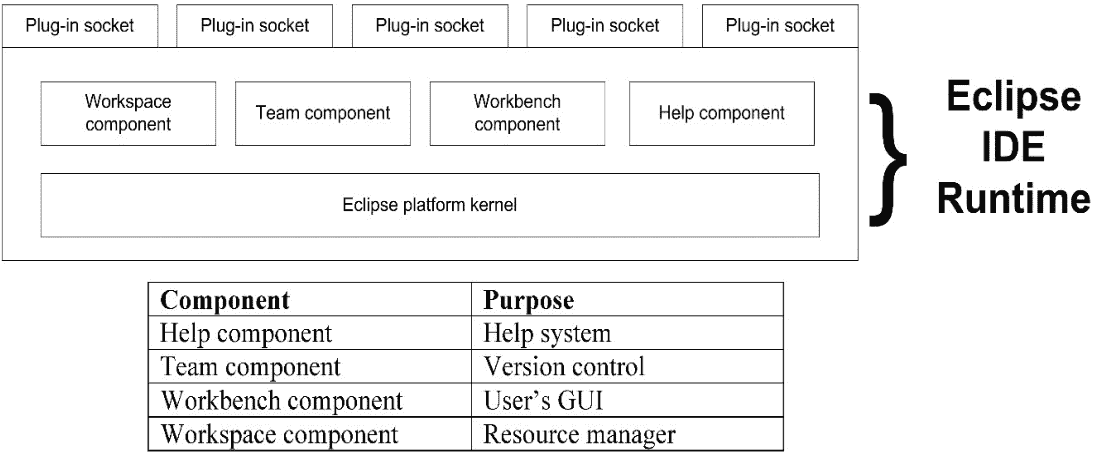 Plug-in socket Plug-in socket Plug-in socket Plug-in socket Plug-in socket
Workspace component
Team component
Workbench component
Help component
Eclipse platform kernel
Eclipse
IDE
Runtime
Component Purpose
Help component Help system
Team component Version control
Workbench component User's GUI
Workspace component Resource manager